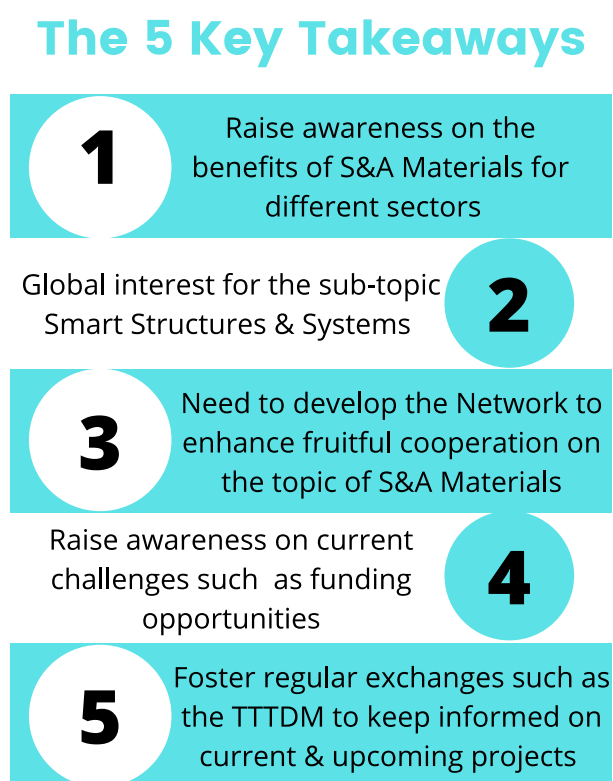 The 5 Key Takeaways
1
Raise awareness on the
benefits of S&A Materials for
different sectors
Global interest for the sub-topic
Smart Structures & Systems
2
3
Need to develop the Network to
enhance fruitful cooperation on
the topic of S&A Materials
Raise awareness on current
challenges such  as funding
opportunities
4
5
Foster regular exchanges such as
the TTTDM to keep informed on
current & upcoming projects